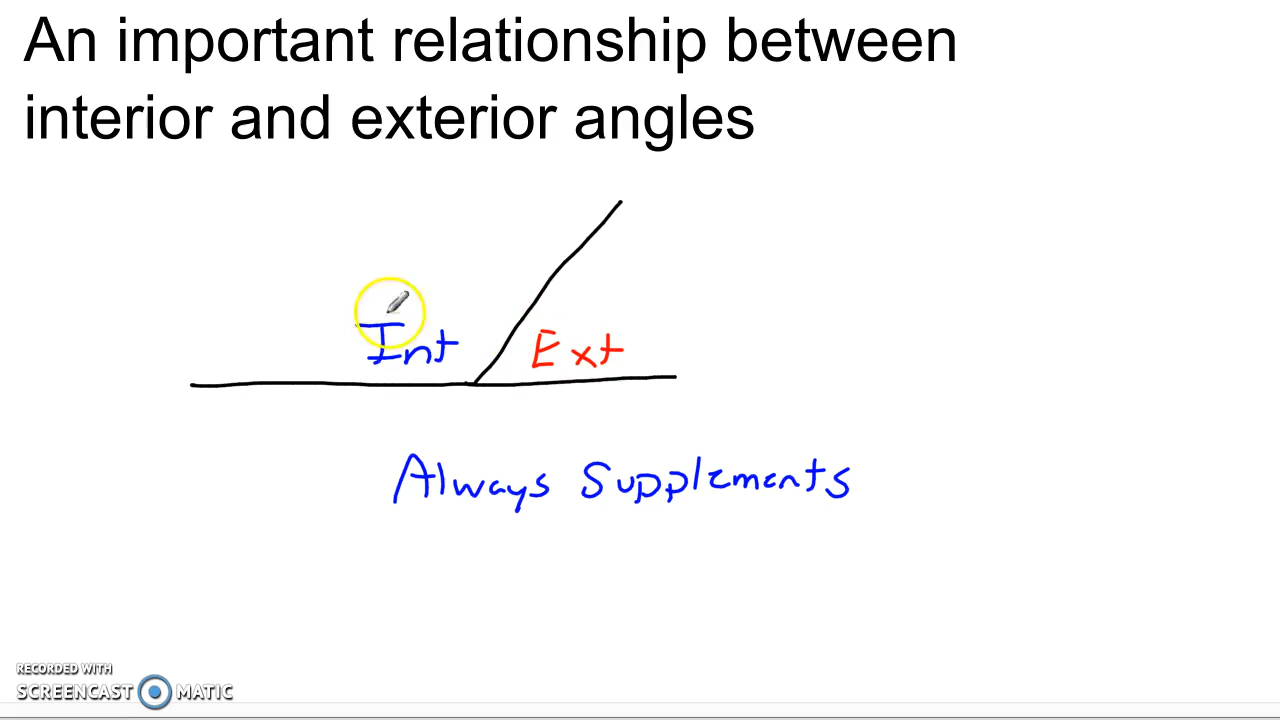 An important relationship between
interior and exterior angles
Int Ext
Always Supplements
RECORDED WITH
SCREENCAST MATIC